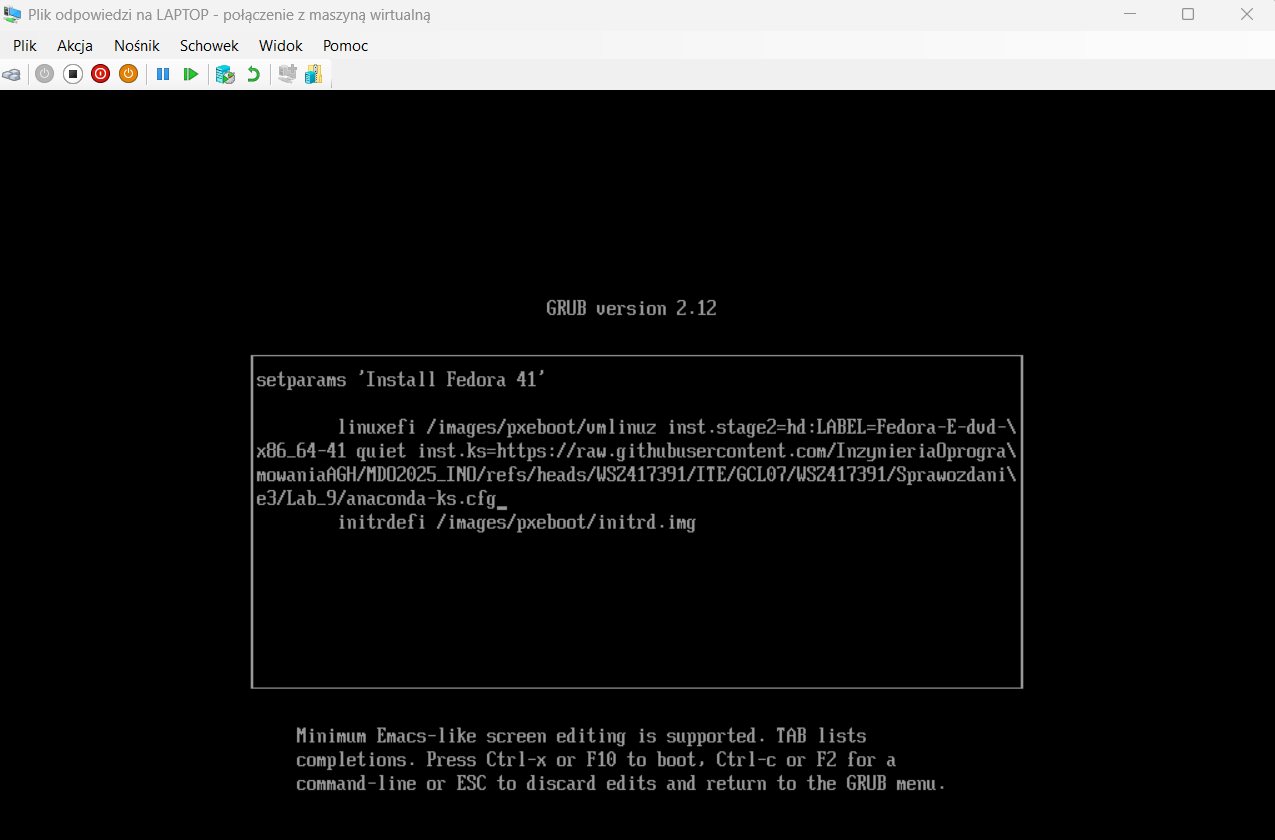 Plik odpowiedzi na LAPTOP - połączenie z maszyną wirtualną
Plik Akcja Nośnik Schowek Widok Pomoc
GRUB version 2.12
setparams 'Install Fedora 41'
linuxefi /images/pxeboot/vmlinuz inst.stage2=hd:LABEL=Fedora-E-dvd-\
x86_64-41 quiet inst.ks=https://raw.githubusercontent.com/InzynieriaOprogra\
mowaniaAGH/MDO2025_INO/refs/heads/WSZ417391/ITE/GCL07/WSZ417391/Sprawozdani\
e3/Lab_9/anaconda-ks.cfg_
initrdefi /images/pxeboot/initrd.img
Minimum Emacs-like screen editing is supported. TAB lists
completions. Press Ctrl-x or F10 to boot, Ctrl-c or F2 for a
command-line or ESC to discard edits and return to the GRUB menu.